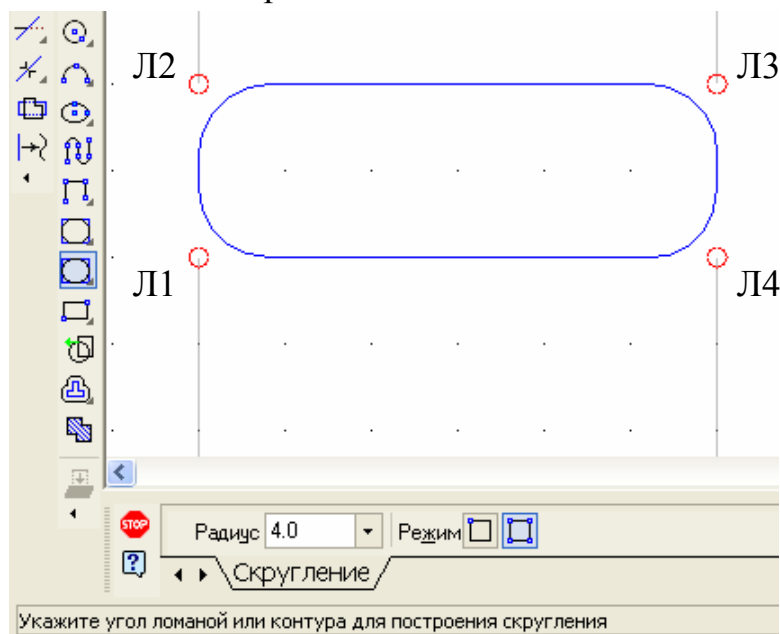 Л2 Л3
Л1 Л4
Радиус 4.0 Режим
Скругление
Укажите угол ломаной или контура для построения скругления